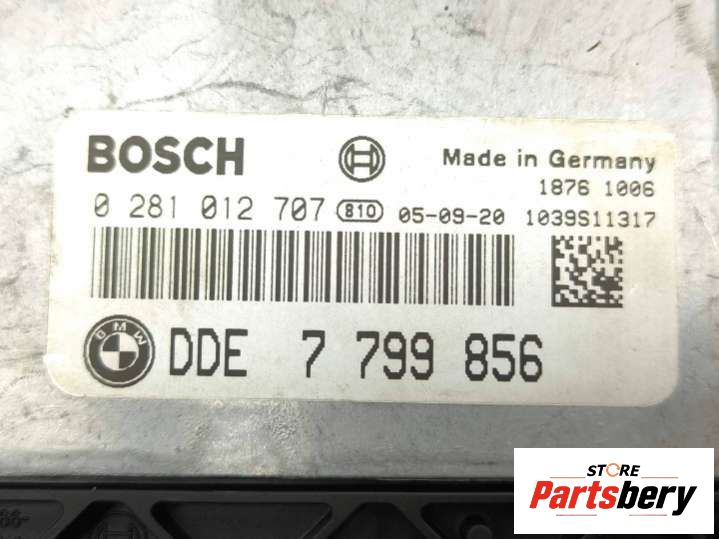 BOSCH
Made in Germany
1876 1006
0 281 012 707 810 05-09-20 1039S11317
BMW DDE 7 799 856
STORE
Partsbery